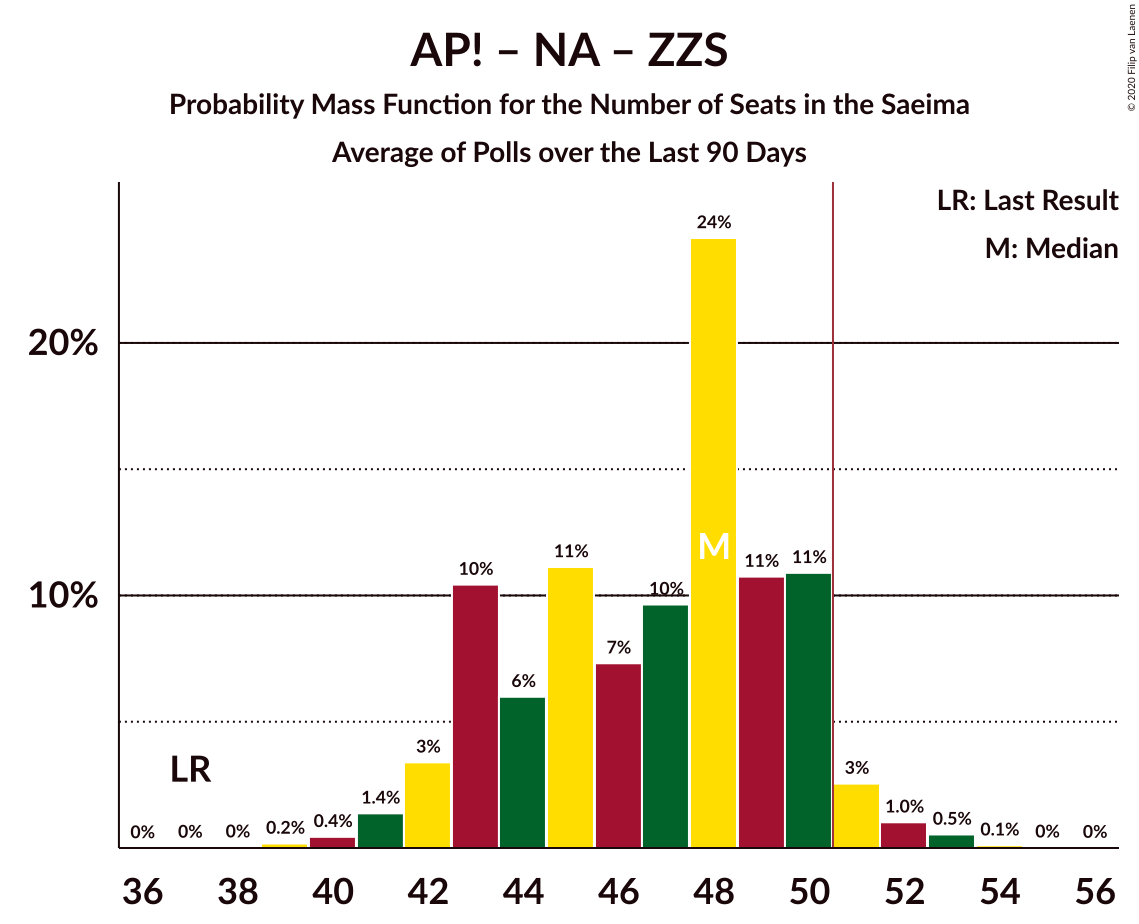 AP! – NA – ZZS
Probability Mass Function for the Number of Seats in the Saeima
Average of Polls over the Last 90 Days
© 2020 Filip van Laenen
LR: Last Result
M: Median
20%
10%
0% 0% 0% 0.2% 0.4% 1.4% 3% 10% 6% 11% 7% 10% 24% 11% 11% 3% 1.0% 0.5% 0.1% 0% 0%
LR
M
36 38 40 42 44 46 48 50 52 54 56